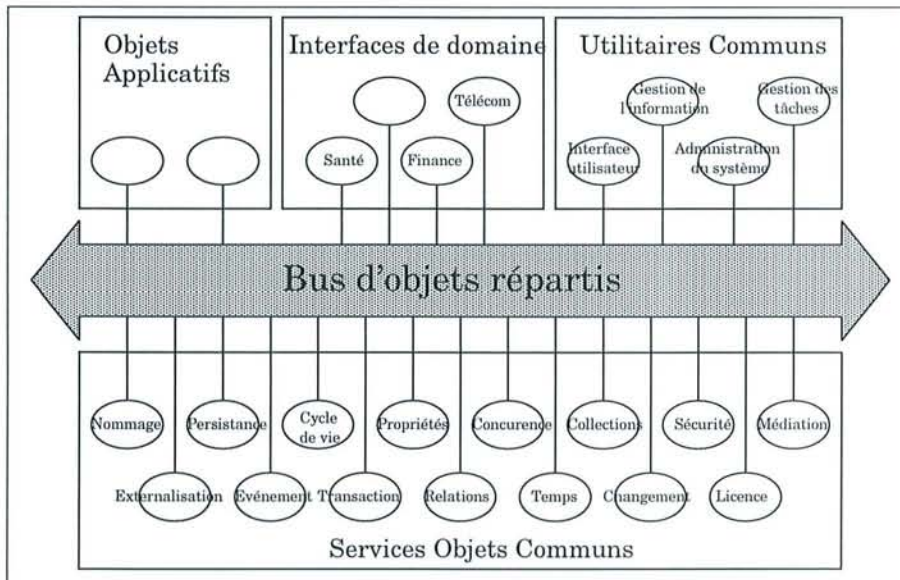 Objets
Applicatifs
Interfaces de domaine
Utilitaires Communs
Télécom
Santé
Finance
Gestion de
l'information
Gestion des
tâches
Interface
utilisateur
Administration
du système
Bus d'objets répartis
Nommage
Persistance
Cycle
de vie
Propriétés
Concurence
Collections
Sécurité
Médiation
Externalisation
Evénement
Transaction
Relations
Temps
Changement
Licence
Services Objets Communs